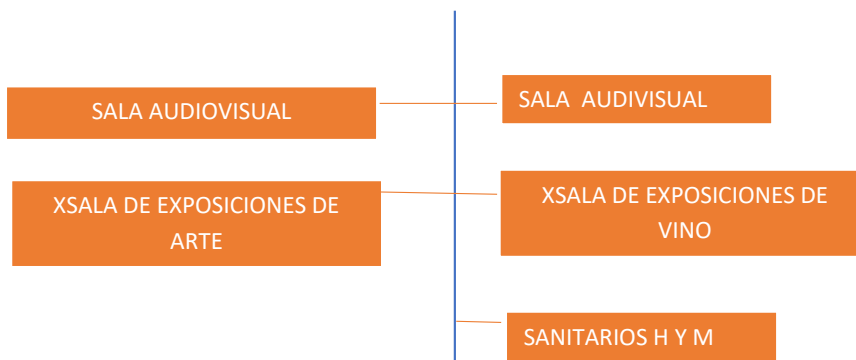 SALA AUDIOVISUAL
SALA AUDIVISUAL
XSALA DE EXPOSICIONES DE
ARTE
XSALA DE EXPOSICIONES DE
VINO
SANITARIOS H Y M